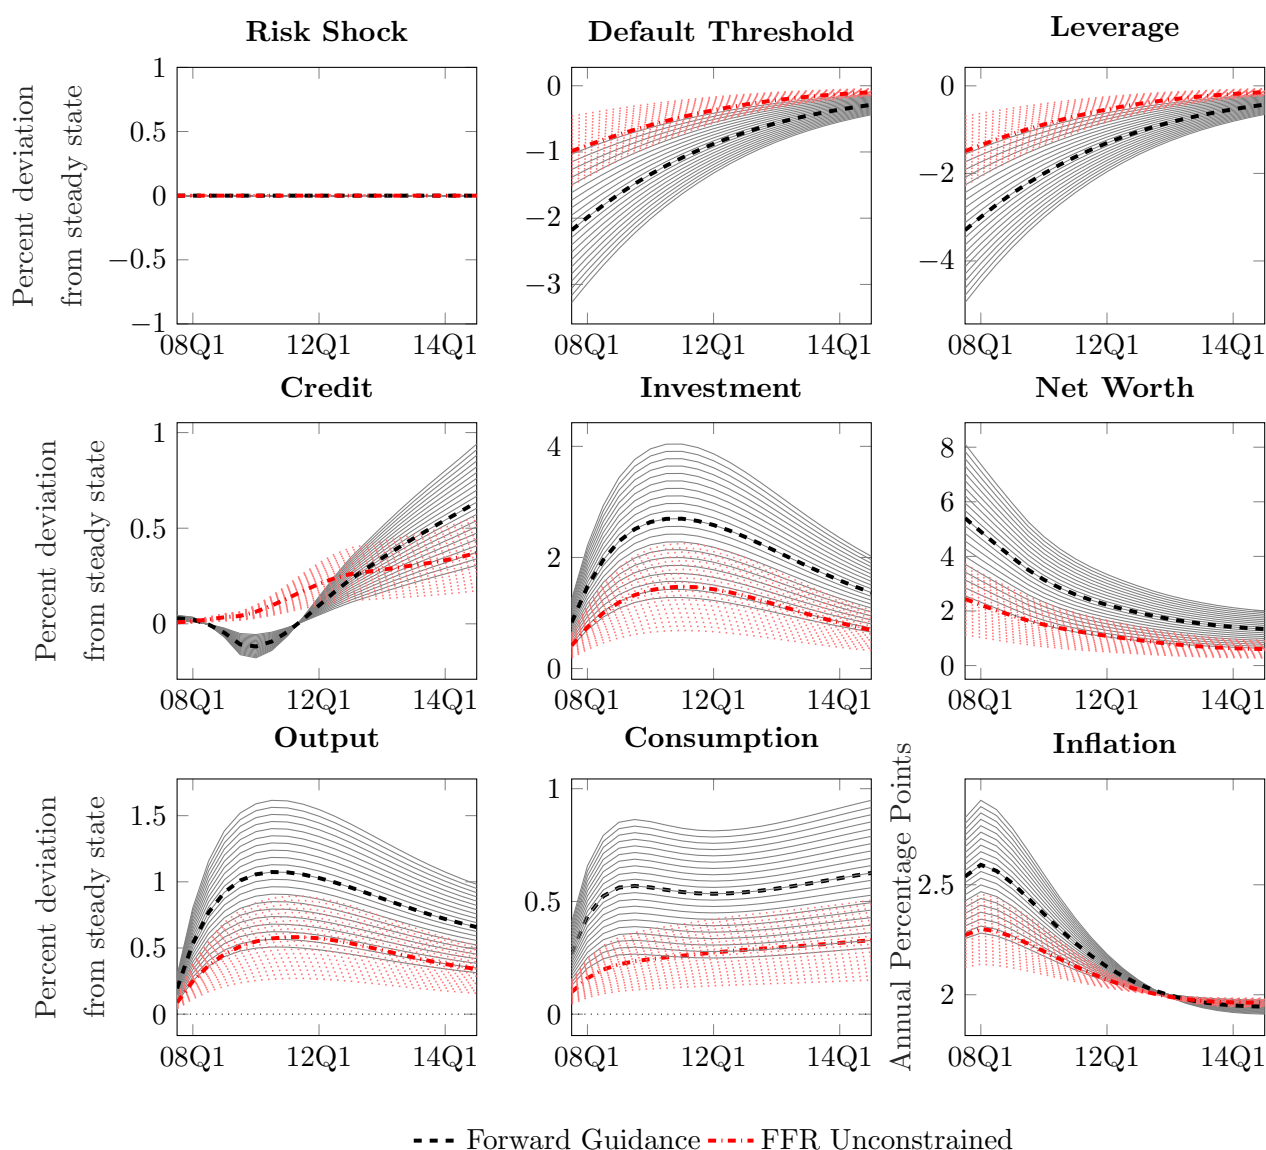 Risk Shock
Default Threshold
Leverage
Percent deviation
from steady state
1
0.5
0
−0.5
−1
08Q1 12Q1 14Q1
0
−1
−2
−3
08Q1 12Q1 14Q1
0
−2
−4
08Q1 12Q1 14Q1
Credit
Investment
Net Worth
Percent deviation
from steady state
1
0.5
0
08Q1 12Q1 14Q1
4
2
0
08Q1 12Q1 14Q1
8
6
4
2
0
08Q1 12Q1 14Q1
Output
Consumption
Inflation
Percent deviation
from steady state
1.5
1
0.5
0
08Q1 12Q1 14Q1
1
0.5
0
08Q1 12Q1 14Q1
Annual Percentage Points
2.5
2
08Q1 12Q1 14Q1
Forward Guidance FFR Unconstrained